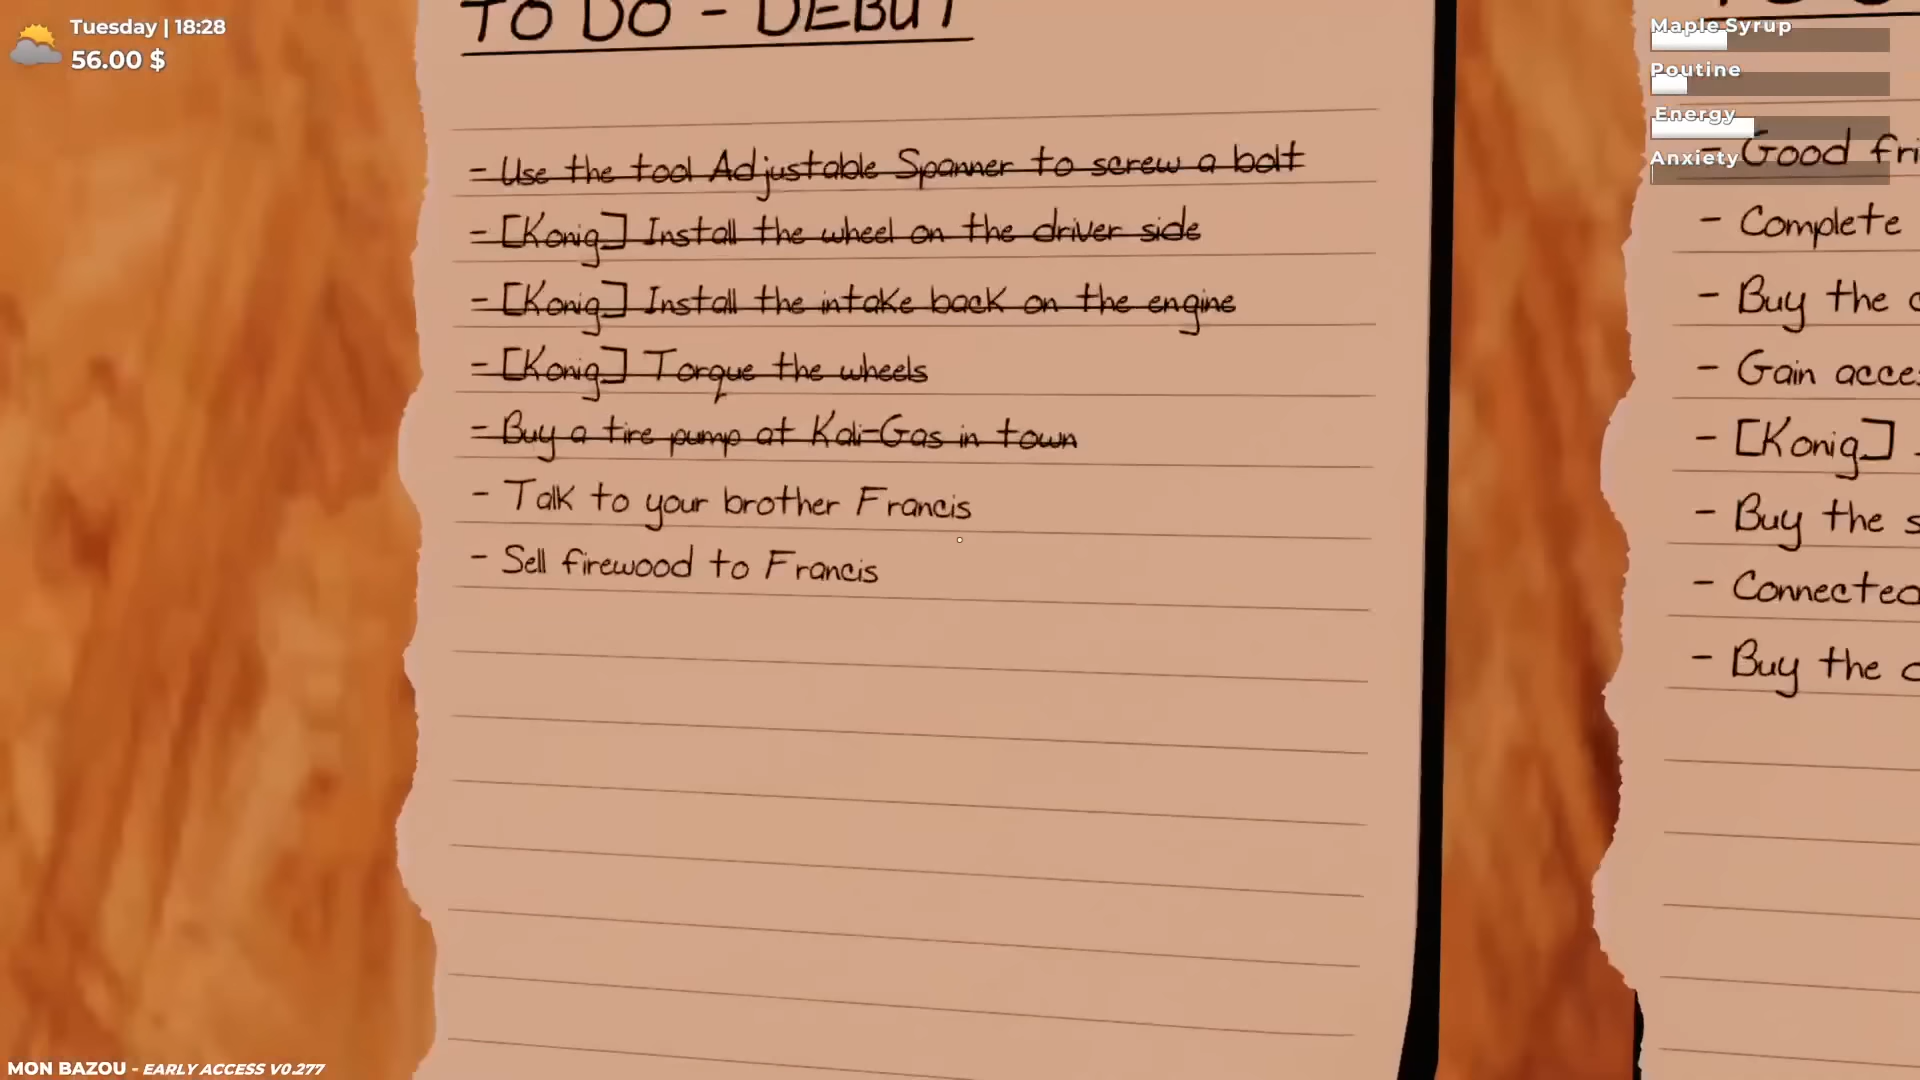 Tuesday | 18:28
56.00 $
TO DO - DEBUT
- Use the tool Adjustable Spanner to screw a bolt
- [Konig] Install the wheel on the driver side
- [Konig] Install the intake back on the engine
- [Konig] Torque the wheels
- Buy a tire pump at Kali-Gas in town
- Talk to your brother Francis
- Sell firewood to Francis
Maple Syrup
Poutine
Energy
Anxiety
- Good
- Complete
- Buy the
- Gain
- [Konig]
- Buy the
-
- Buy the
MON BAZOU - EARLY ACCESS V0.277